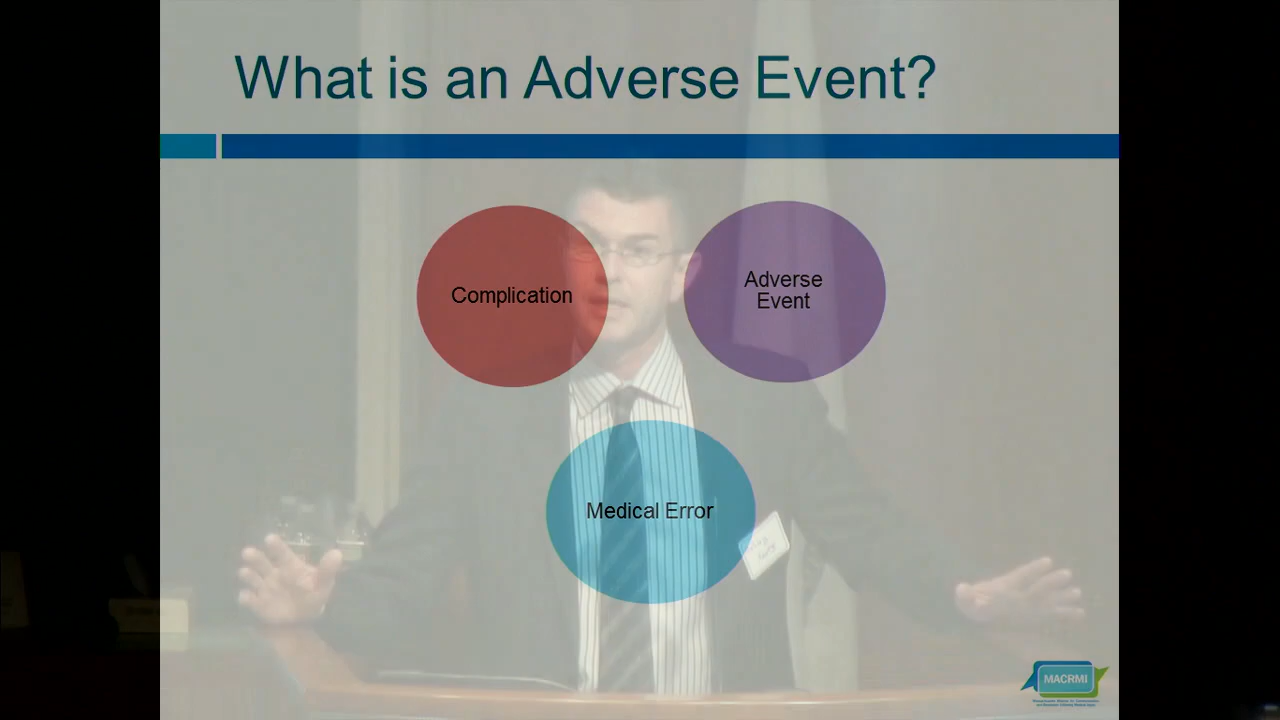 What is an Adverse Event?
Complication
Adverse
Event
Medical Error
MACRMI